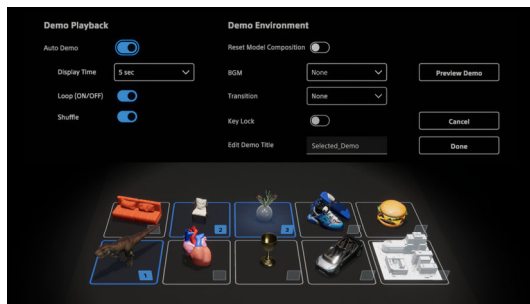 Demo Playback
Auto Demo
Display Time 5 sec
Loop (ON/OFF)
Shuffle
Demo Environment
Reset Model Composition
BGM None
Transition None
Key Lock
Edit Demo Title Selected_Demo
Preview Demo
Cancel
Done
2
3
1